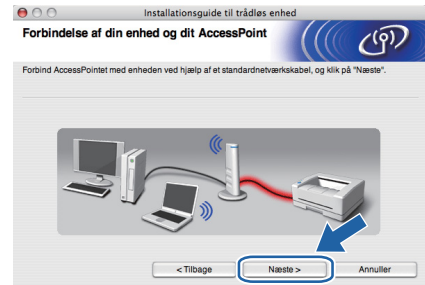 Installationsguide til trådløs enhed
Forbindelse af din enhed og dit AccessPoint
Forbind AccessPointet med enheden ved hjælp af et standardnetværkskabel, og klik på "Næste".
< Tilbage
Næste >
Annuller